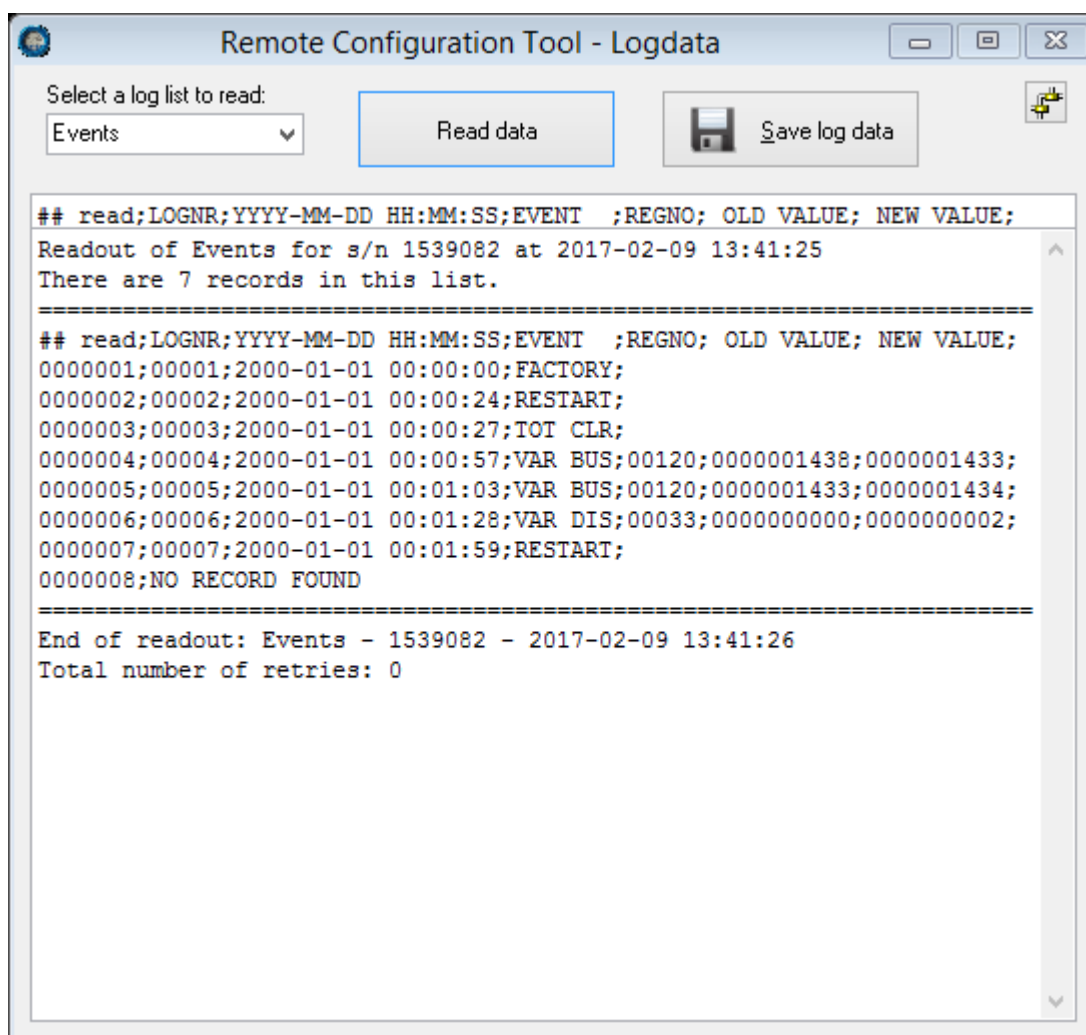 Remote Configuration Tool - Logdata
Select a log list to read:
Events
Read data
Save log data
## read;LOGNR;YYYY-MM-DD HH:MM:SS;EVENT  ;REGNO; OLD VALUE; NEW VALUE;
Readout of Events for s/n 1539082 at 2017-02-09 13:41:25
There are 7 records in this list.
=======================================================================
## read;LOGNR;YYYY-MM-DD HH:MM:SS;EVENT  ;REGNO; OLD VALUE; NEW VALUE;
0000001;00001;2000-01-01 00:00:00;FACTORY;
0000002;00002;2000-01-01 00:00:24;RESTART;
0000003;00003;2000-01-01 00:00:27;TOT CLR;
0000004;00004;2000-01-01 00:00:57;VAR BUS;00120;0000001438;0000001433;
0000005;00005;2000-01-01 00:01:03;VAR BUS;00120;0000001433;0000001434;
0000006;00006;2000-01-01 00:01:28;VAR DIS;00033;0000000000;0000000002;
0000007;00007;2000-01-01 00:01:59;RESTART;
0000008;NO RECORD FOUND
=======================================================================
End of readout: Events - 1539082 - 2017-02-09 13:41:26
Total number of retries: 0